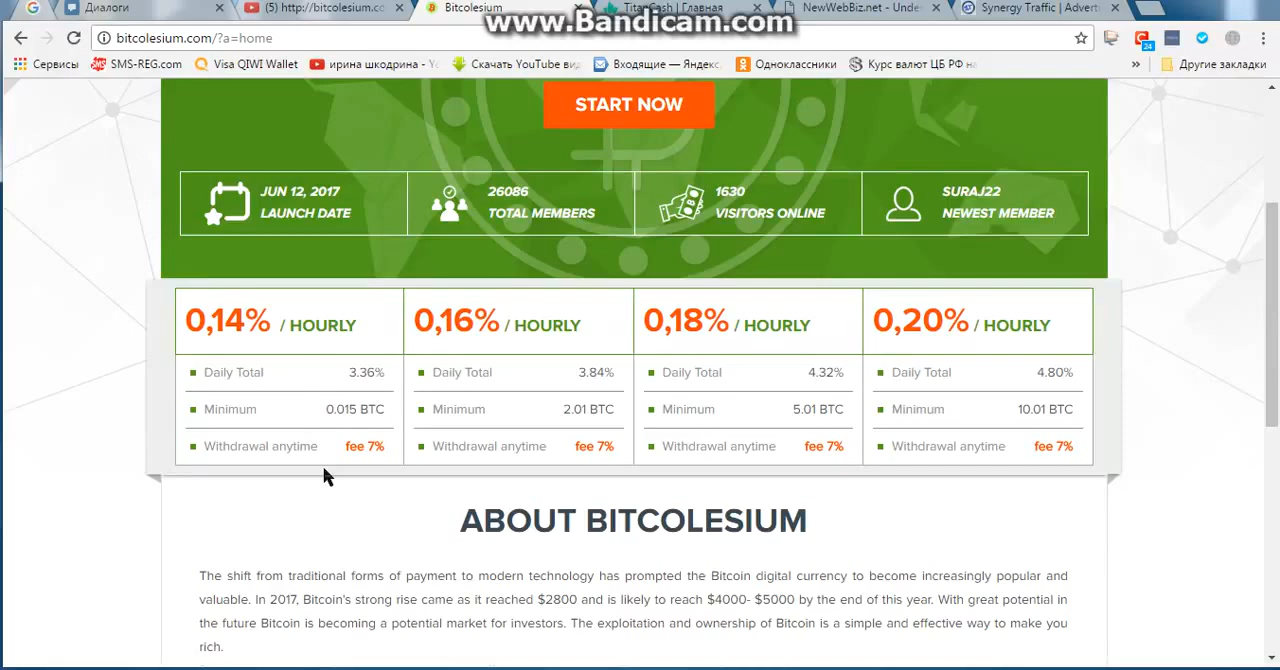 www.Bandicam.com
Диалоги
(5) http://bitcolesium.c
Bitcolesium
TitanCash | Главная
NewWebBiz.net - Unde
Synergy Traffic | Adverti
bitcolesium.com/?a=home
24
Сервисы
SMS-REG.com
Visa QIWI Wallet
ирина шкодрина - Yo
Скачать YouTube ви
Входящие — Яндекс.
Одноклассники
Курс валют ЦБ РФ на
»
Другие закладки
START NOW
JUN 12, 2017
LAUNCH DATE
26086
TOTAL MEMBERS
1630
VISITORS ONLINE
SURAJ22
NEWEST MEMBER
0,14% / HOURLY
Daily Total 3.36%
Minimum 0.015 BTC
Withdrawal anytime fee 7%
0,16% / HOURLY
Daily Total 3.84%
Minimum 2.01 BTC
Withdrawal anytime fee 7%
0,18% / HOURLY
Daily Total 4.32%
Minimum 5.01 BTC
Withdrawal anytime fee 7%
0,20% / HOURLY
Daily Total 4.80%
Minimum 10.01 BTC
Withdrawal anytime fee 7%
ABOUT BITCOLESIUM
The shift from traditional forms of payment to modern technology has prompted the Bitcoin digital currency to become increasingly popular and
valuable. In 2017, Bitcoin's strong rise came as it reached $2800 and is likely to reach $4000- $5000 by the end of this year. With great potential in
the future Bitcoin is becoming a potential market for investors. The exploitation and ownership of Bitcoin is a simple and effective way to make you
rich.